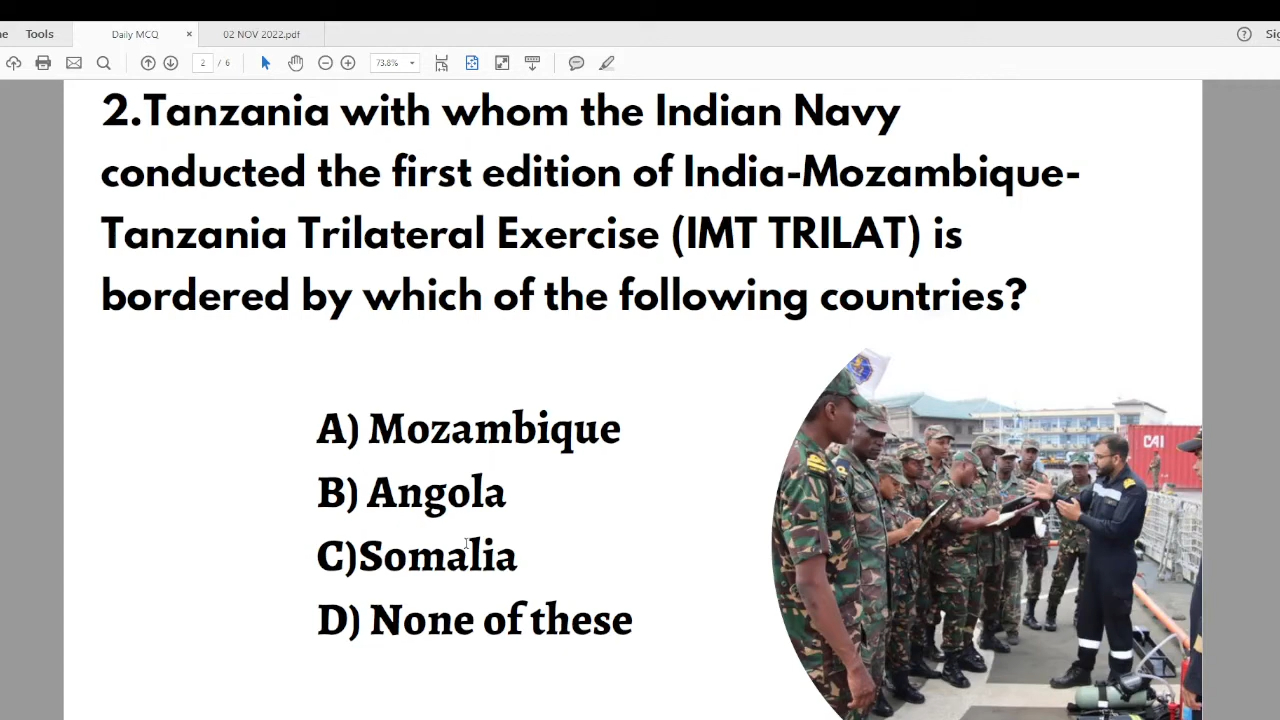 Tools
Daily MCQ
×
02 NOV 2022.pdf
2 / 6
73.8%
2.Tanzania with whom the Indian Navy
conducted the first edition of India-Mozambique-
Tanzania Trilateral Exercise (IMT TRILAT) is
bordered by which of the following countries?
A) Mozambique
B) Angola
C)Somalia
D) None of these
CAI